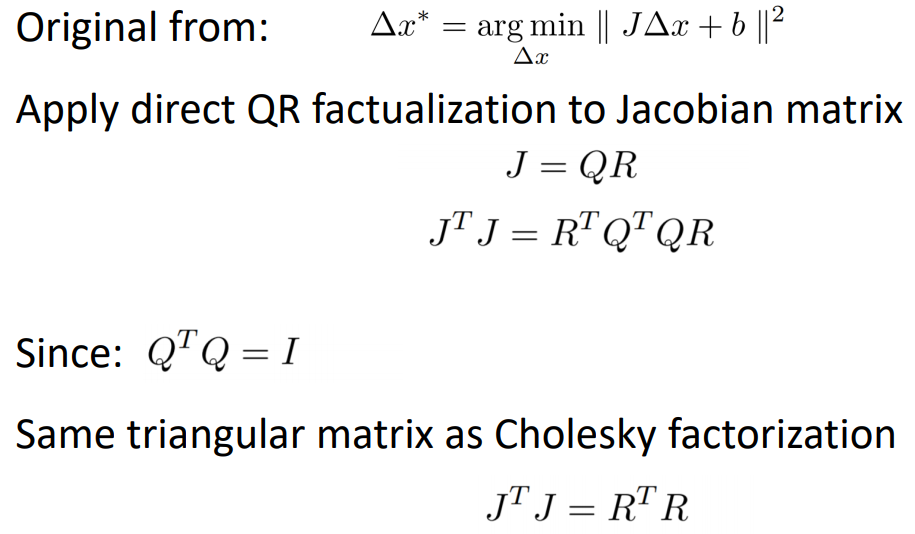 Original from: Δx* = arg min ‖ JΔx + b ‖²
Δx
Apply direct QR factualization to Jacobian matrix
J = QR
JᵀJ = RᵀQᵀQR
Since: QᵀQ = I
Same triangular matrix as Cholesky factorization
JᵀJ = RᵀR